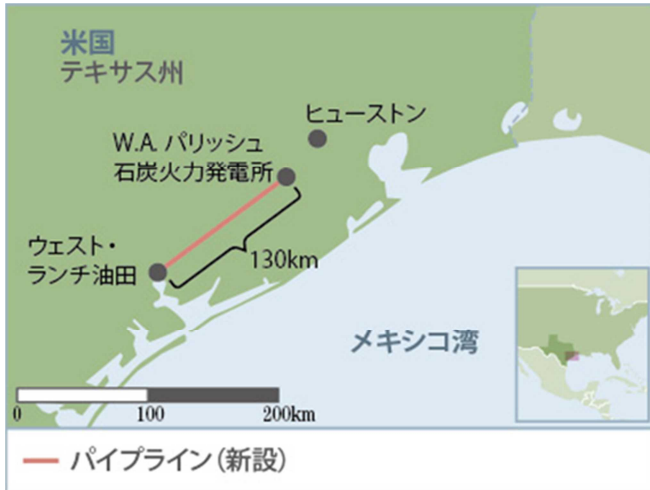 米国
テキサス州
ヒューストン
W.A. パリッシュ
石炭火力発電所
ウェスト・
ランチ油田
130km
メキシコ湾
0 100 200km
パイプライン(新設)